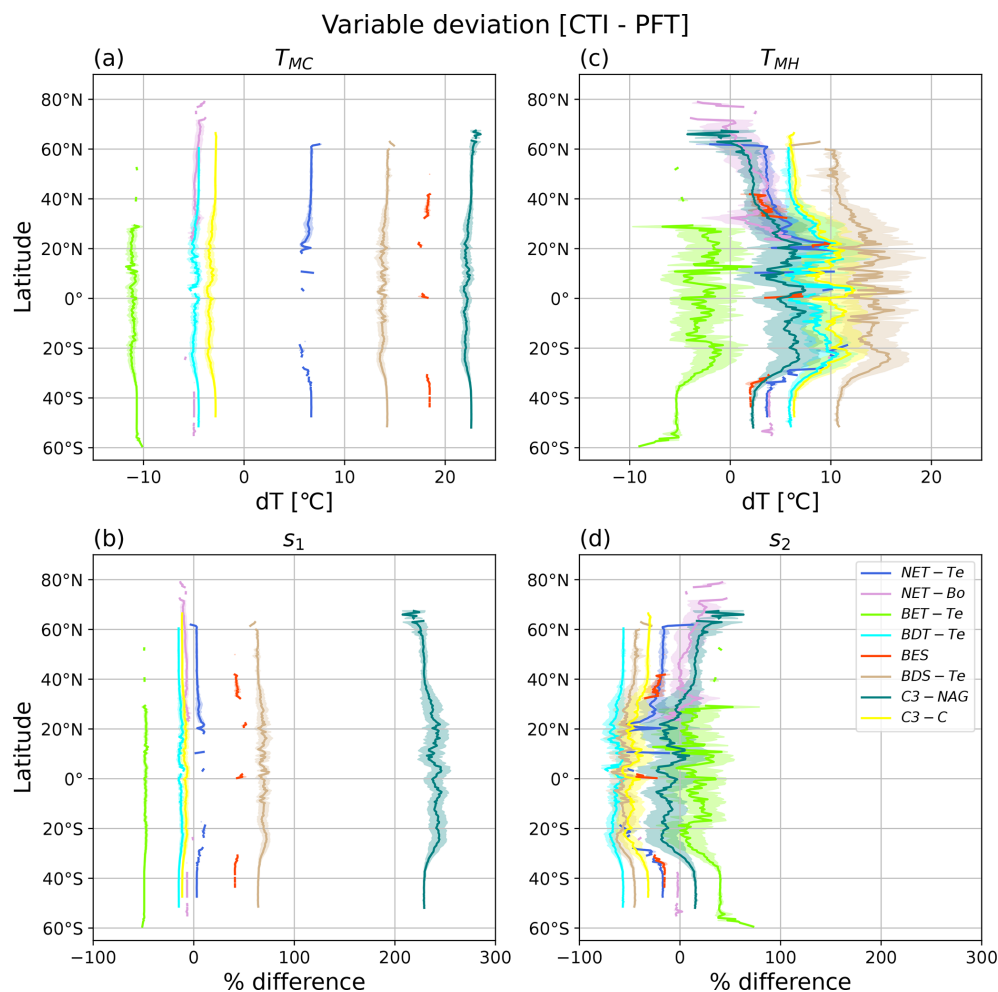 Variable deviation [CTI - PFT]
(a) T_MC
80°N
60°N
40°N
20°N
0°
20°S
40°S
60°S
Latitude
−10 0 10 20
dT [°C]
(c) T_MH
80°N
60°N
40°N
20°N
0°
20°S
40°S
60°S
−10 0 10 20
dT [°C]
(b) s_1
80°N
60°N
40°N
20°N
0°
20°S
40°S
60°S
Latitude
−100 0 100 200 300
% difference
(d) s_2
80°N
60°N
40°N
20°N
0°
20°S
40°S
60°S
NET − Te
NET − Bo
BET − Te
BDT − Te
BES
BDS − Te
C3 − NAG
C3 − C
−100 0 100 200 300
% difference